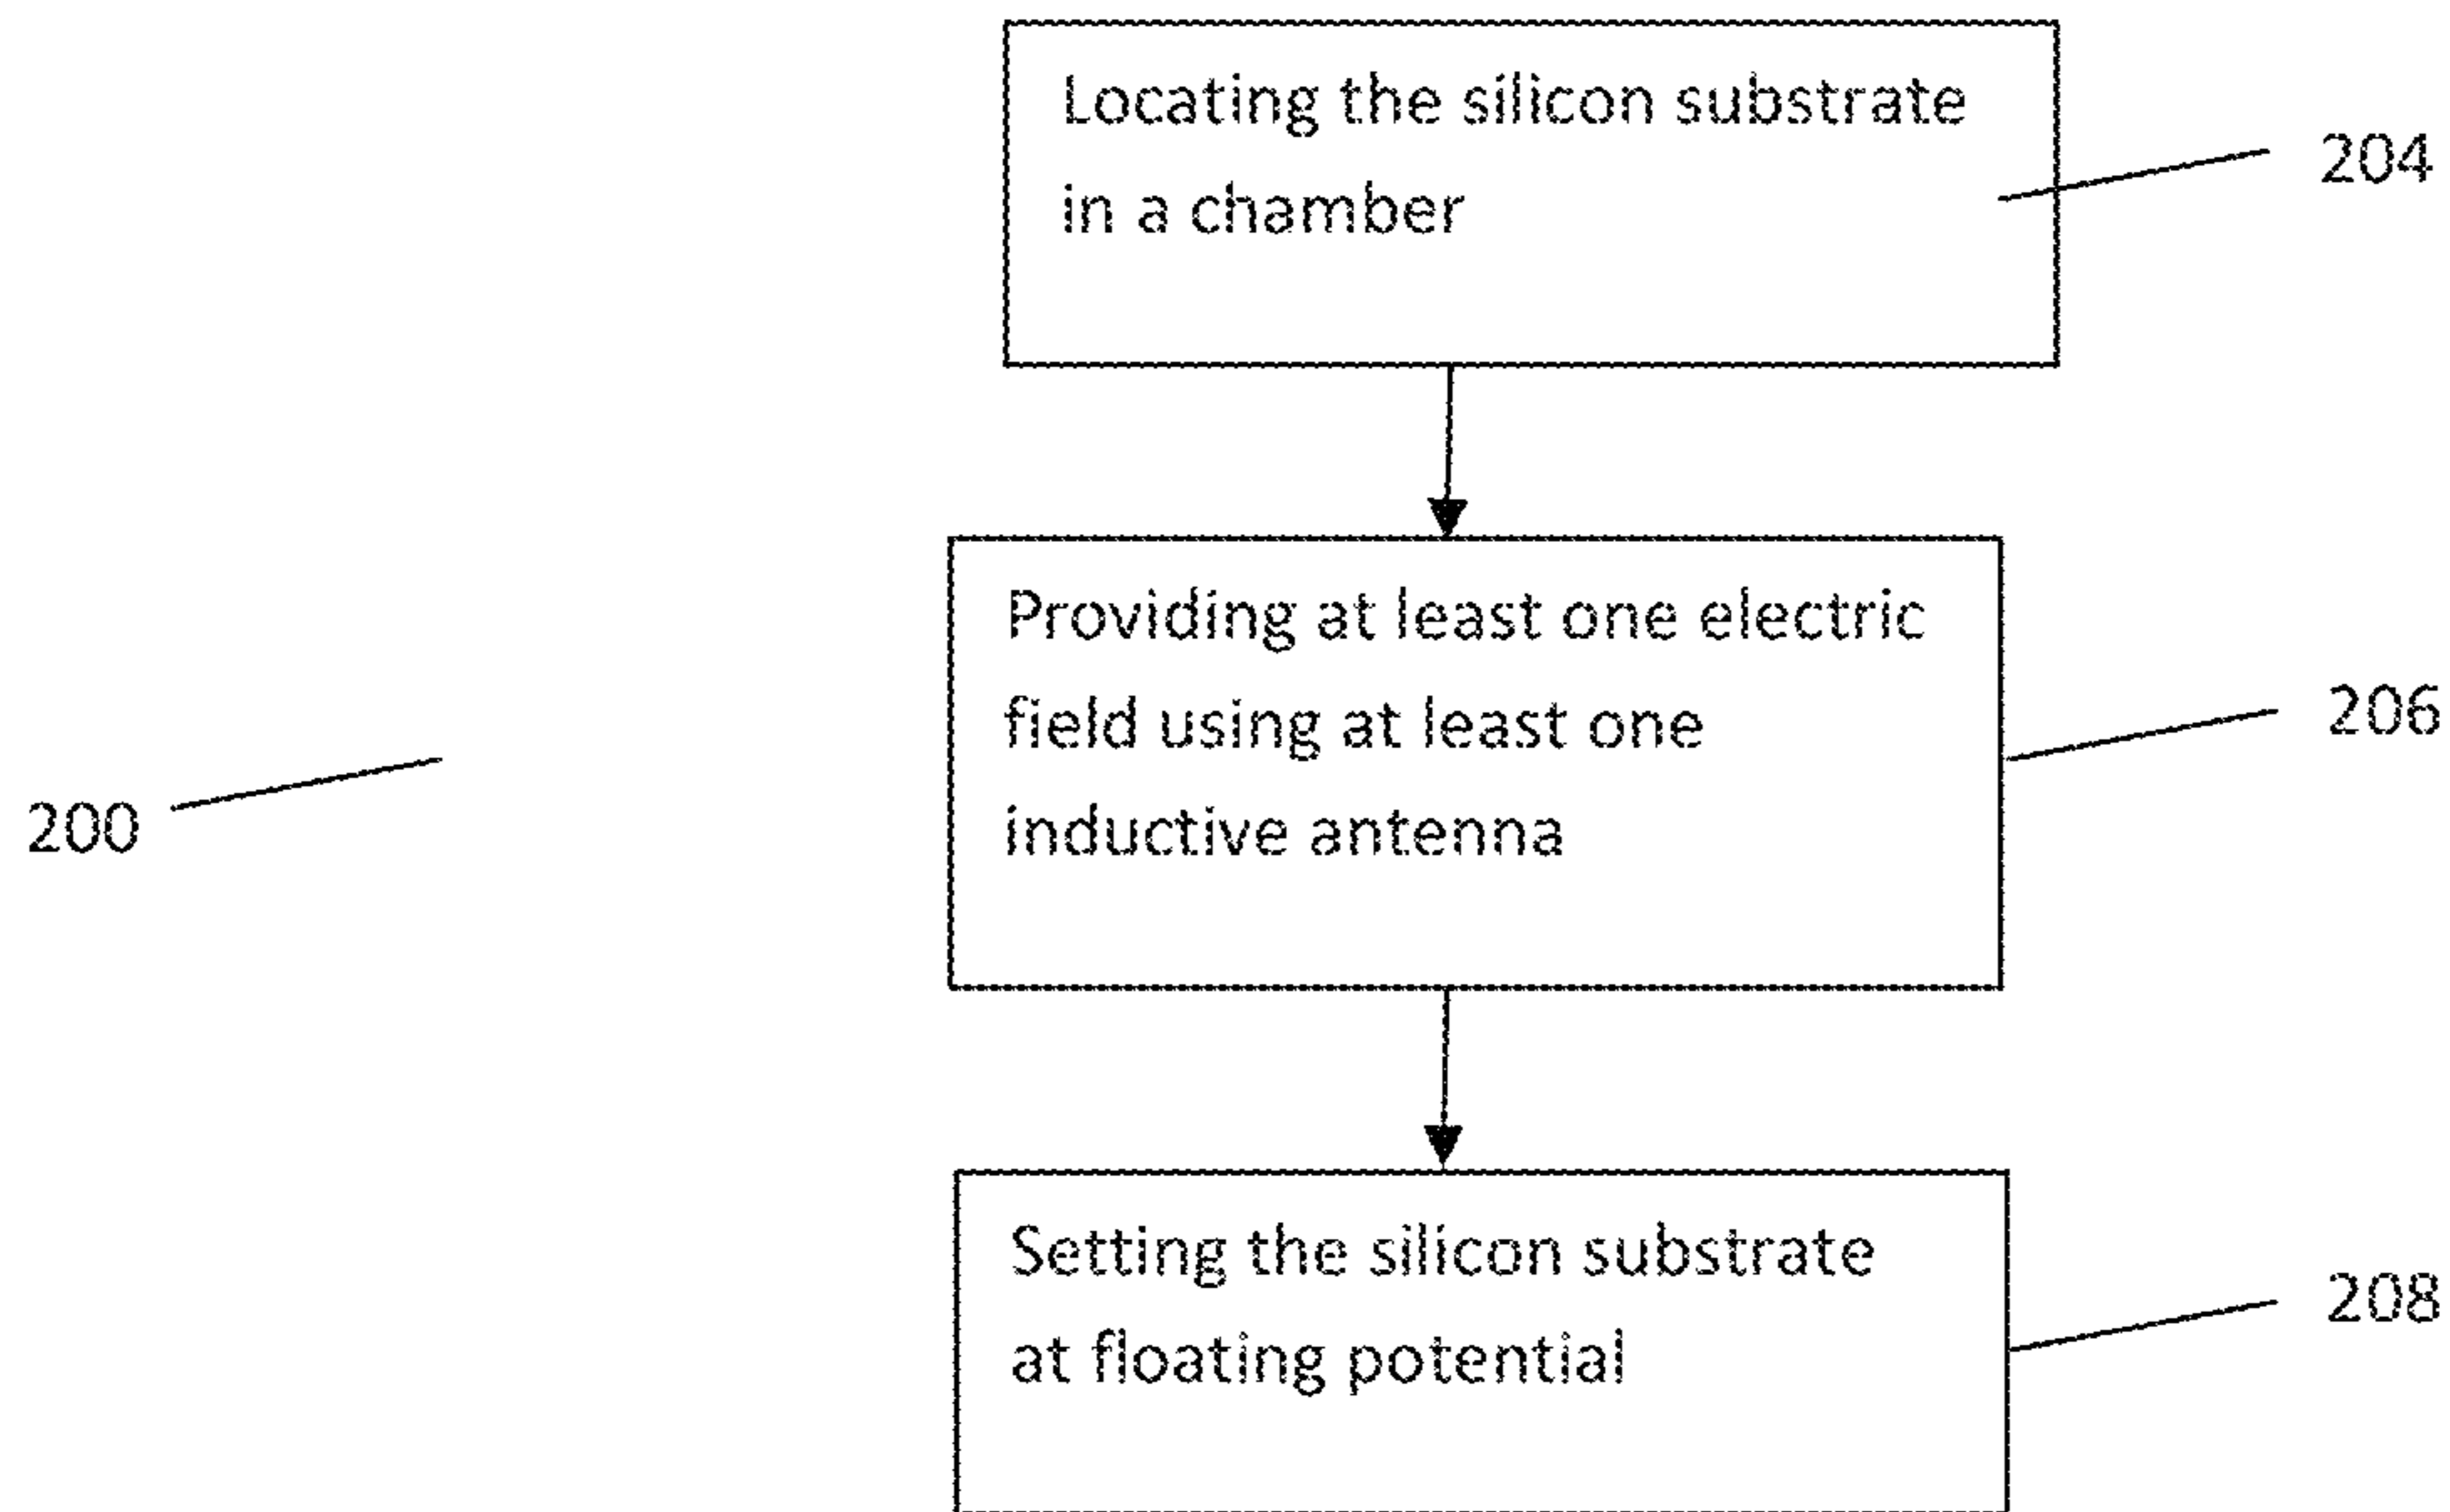 Locating the silicon substrate
in a chamber
204
Providing at least one electric
field using at least one
inductive antenna
206
200
Setting the silicon substrate
at floating potential
208